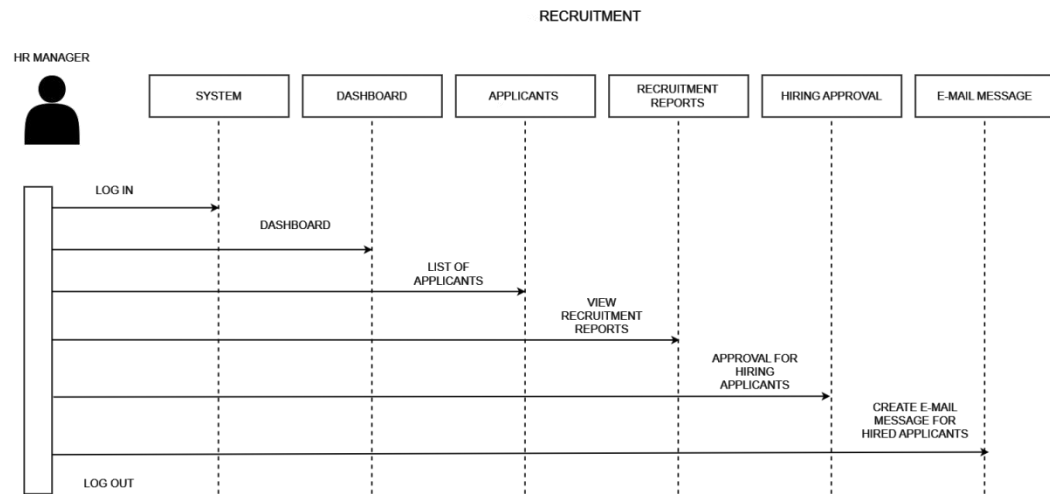 RECRUITMENT
HR MANAGER
SYSTEM
DASHBOARD
APPLICANTS
RECRUITMENT
REPORTS
HIRING APPROVAL
E-MAIL MESSAGE
LOG IN
DASHBOARD
LIST OF
APPLICANTS
VIEW
RECRUITMENT
REPORTS
APPROVAL FOR
HIRING
APPLICANTS
CREATE E-MAIL
MESSAGE FOR
HIRED APPLICANTS
LOG OUT